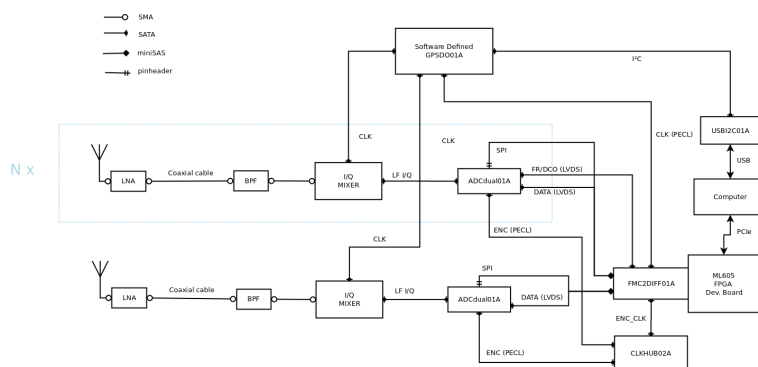 SMA
SATA
miniSAS
pinheader
Software Defined
GPSDO01A
I²C
CLK
CLK
CLK (PECL)
USBI2C01A
USB
N x
SPI
Coaxial cable
LNA
BPF
I/Q
MIXER
LF I/Q
ADCdual01A
FR/DCO (LVDS)
DATA (LVDS)
Computer
ENC (PECL)
PCIe
CLK
SPI
Coaxial cable
LNA
BPF
I/Q
MIXER
LF I/Q
ADCdual01A
DATA (LVDS)
FMC2DIFF01A
ML605
FPGA
Dev. Board
ENC_CLK
ENC (PECL)
CLKHUB02A